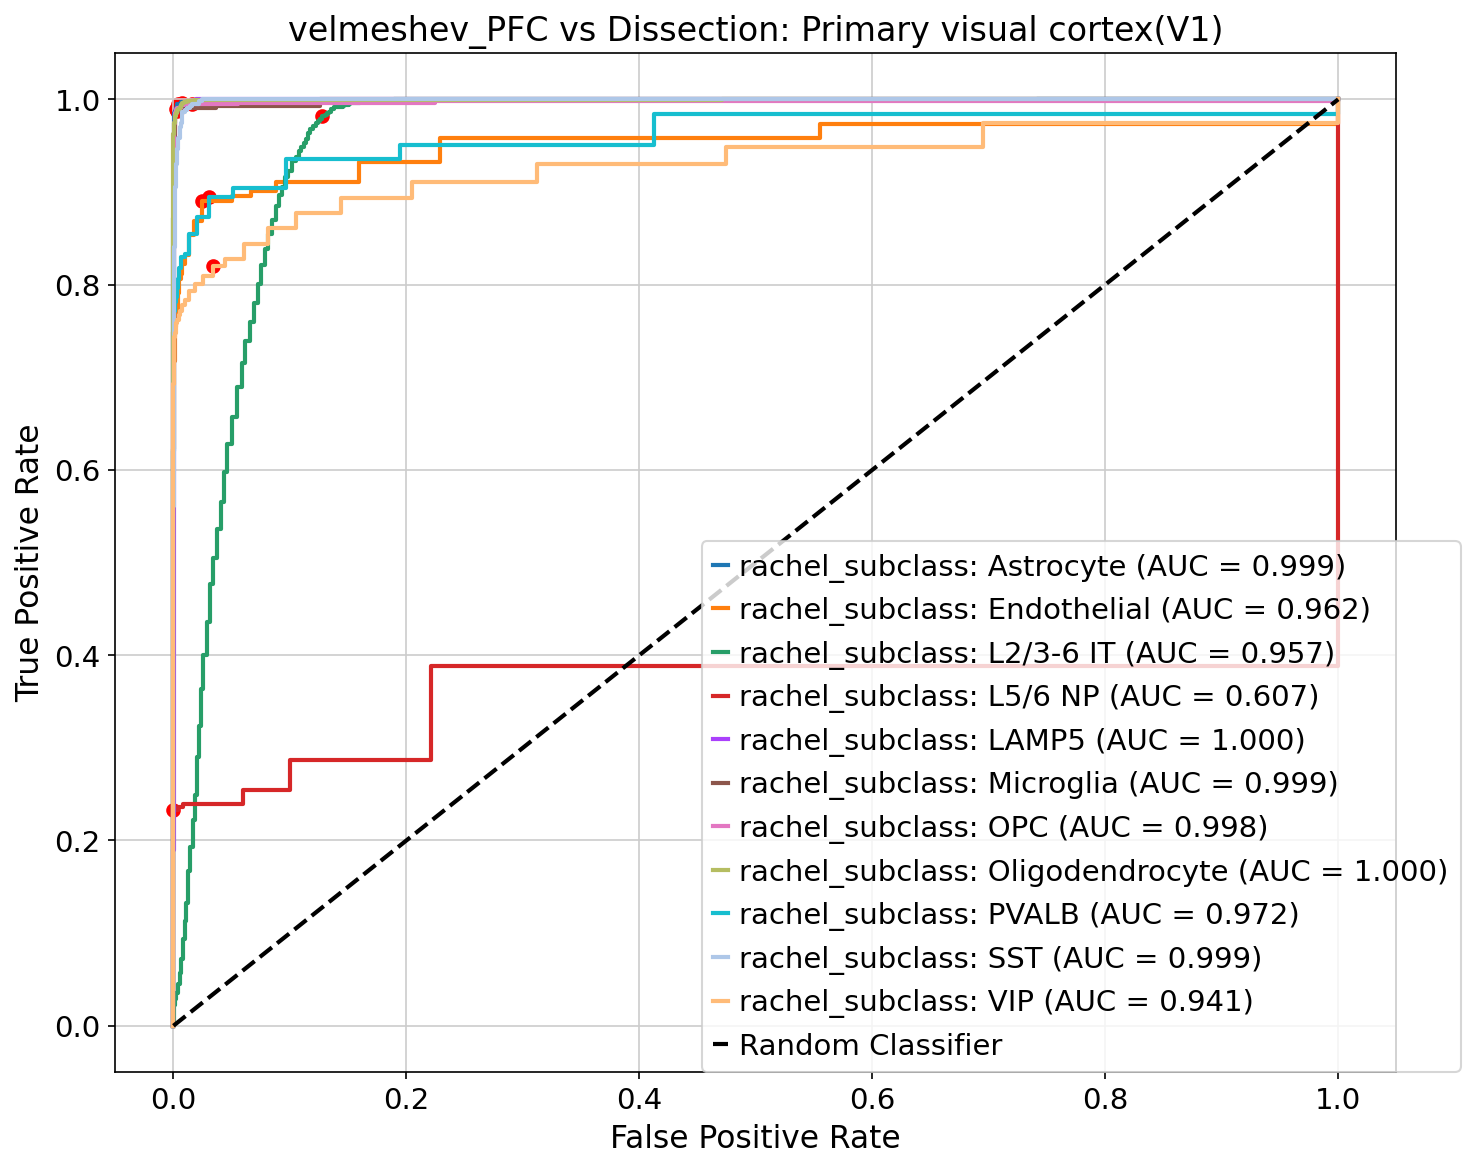 velmeshev_PFC vs Dissection: Primary visual cortex(V1)
True Positive Rate
1.0
0.8
0.6
0.4
0.2
0.0
rachel_subclass: Astrocyte (AUC = 0.999)
rachel_subclass: Endothelial (AUC = 0.962)
rachel_subclass: L2/3-6 IT (AUC = 0.957)
rachel_subclass: L5/6 NP (AUC = 0.607)
rachel_subclass: LAMP5 (AUC = 1.000)
rachel_subclass: Microglia (AUC = 0.999)
rachel_subclass: OPC (AUC = 0.998)
rachel_subclass: Oligodendrocyte (AUC = 1.000)
rachel_subclass: PVALB (AUC = 0.972)
rachel_subclass: SST (AUC = 0.999)
rachel_subclass: VIP (AUC = 0.941)
Random Classifier
0.0 0.2 0.4 0.6 0.8 1.0
False Positive Rate